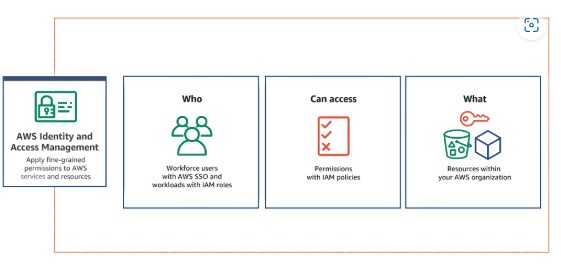 AWS Identity and
Access Management
Apply fine-grained
permissions to AWS
services and resources
Who
Workforce users
with AWS SSO and
workloads with IAM roles
Can access
Permissions
with IAM policies
What
Resources within
your AWS organization